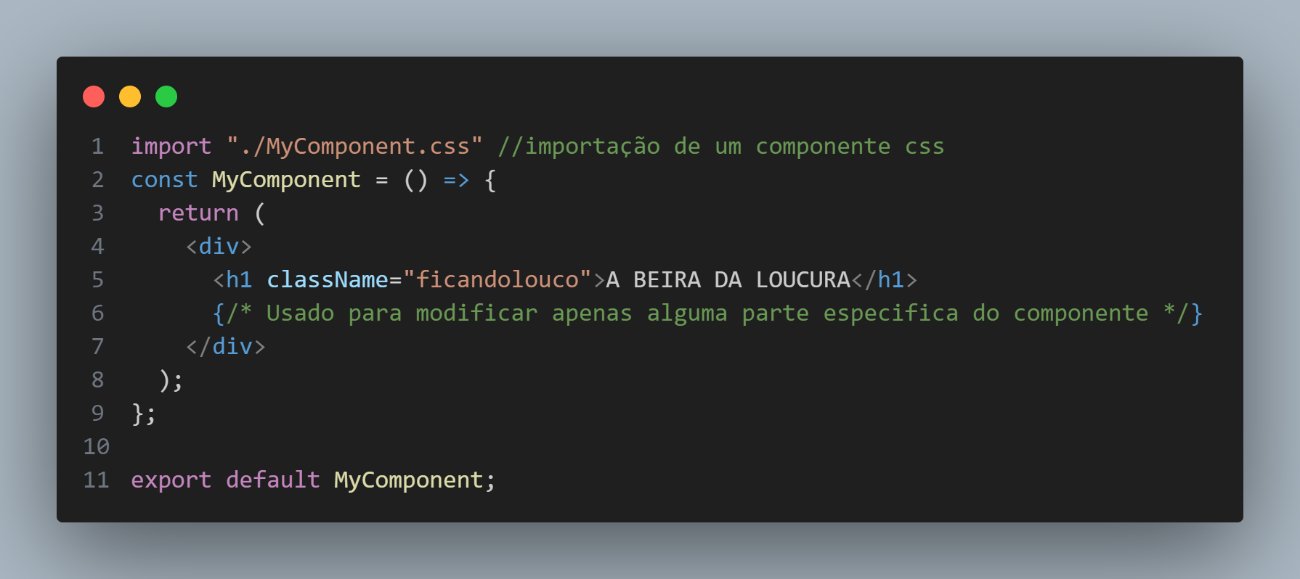 1 import "./MyComponent.css" //importação de um componente css
2 const MyComponent = () => {
3   return (
4     <div>
5       <h1 className="ficandolouco">A BEIRA DA LOUCURA</h1>
6       {/* Usado para modificar apenas alguma parte especifica do componente */}
7     </div>
8   );
9 };
10
11 export default MyComponent;